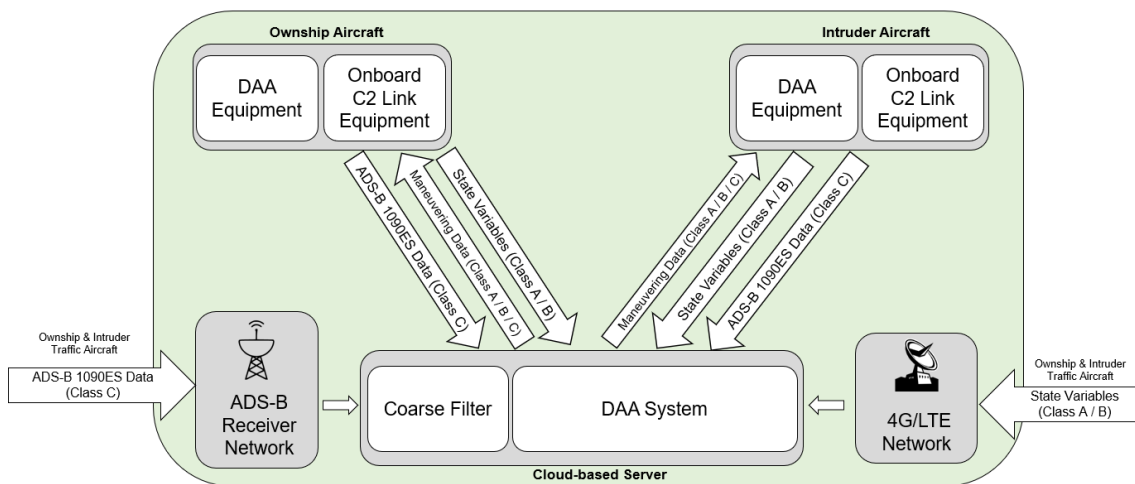 Ownship Aircraft
DAA
Equipment
Onboard
C2 Link
Equipment
Intruder Aircraft
DAA
Equipment
Onboard
C2 Link
Equipment
ADS-B 1090ES Data (Class C)
Maneuvering Data (Class A / B / C)
State Variables (Class A / B)
Maneuvering Data (Class A / B / C)
State Variables (Class A / B)
ADS-B 1090ES Data (Class C)
Ownship & Intruder
Traffic Aircraft
ADS-B 1090ES Data
(Class C)
ADS-B
Receiver
Network
Coarse Filter
DAA System
Cloud-based Server
4G/LTE
Network
Ownship & Intruder
Traffic Aircraft
State Variables
(Class A / B)